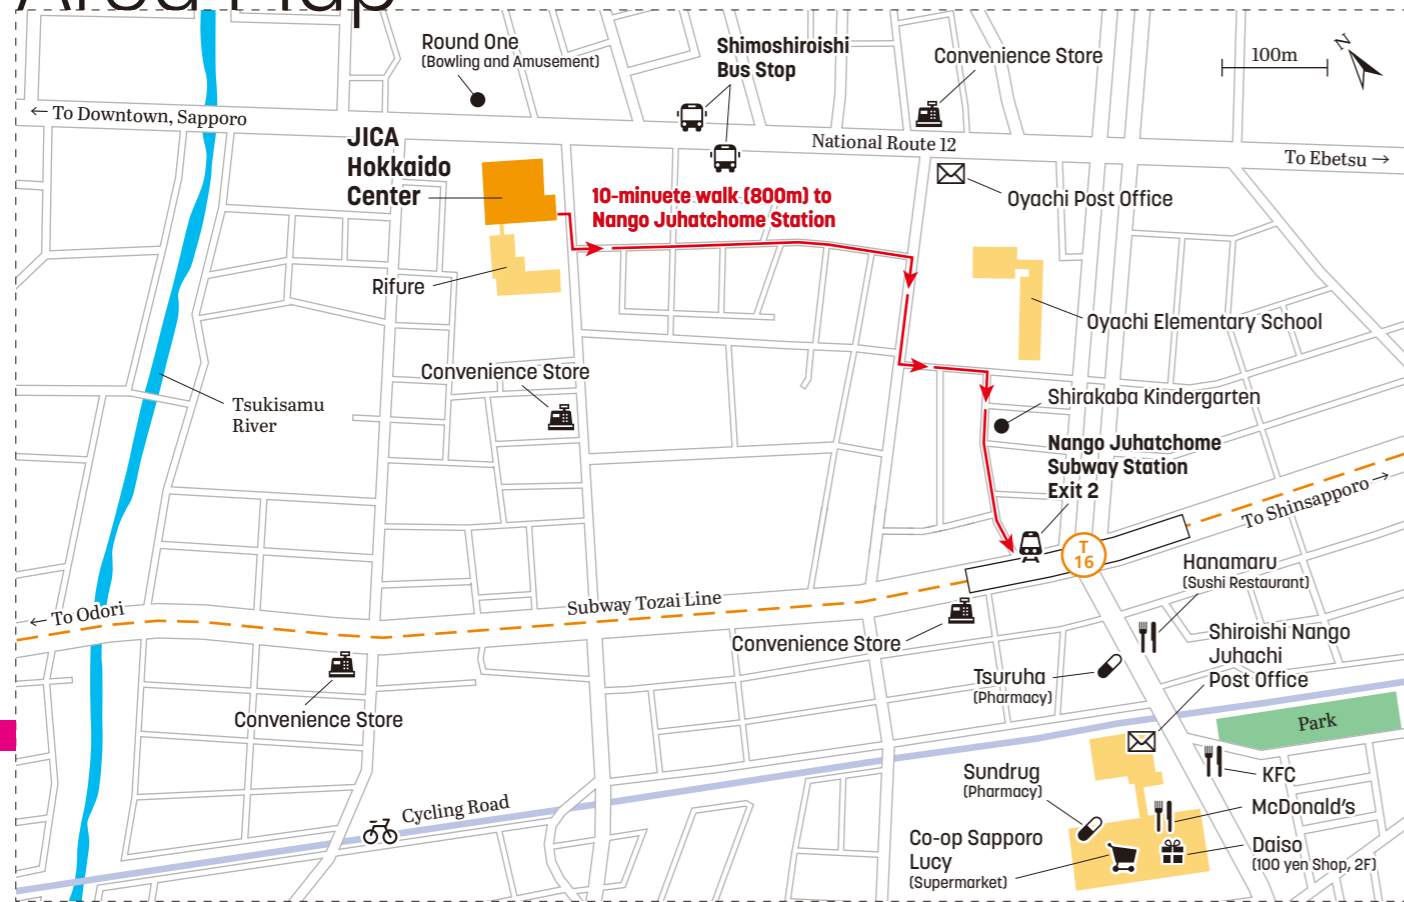 Area Map
Round One
(Bowling and Amusement)
Shimoshiroishi
Bus Stop
Convenience Store
100m
N
← To Downtown, Sapporo
National Route 12
To Ebetsu →
JICA
Hokkaido
Center
10-minuete walk (800m) to
Nango Juhatchome Station
Oyachi Post Office
Rifure
Oyachi Elementary School
Convenience Store
Tsukisamu
River
Shirakaba Kindergarten
Nango Juhatchome
Subway Station
Exit 2
To Shinsapporo →
T
16
Hanamaru
(Sushi Restaurant)
← To Odori
Subway Tozai Line
Convenience Store
Shiroishi Nango
Juhachi
Post Office
Tsuruha
(Pharmacy)
Convenience Store
Park
Sundrug
(Pharmacy)
KFC
Cycling Road
McDonald's
Co-op Sapporo
Lucy
(Supermarket)
Daiso
(100 yen Shop, 2F)